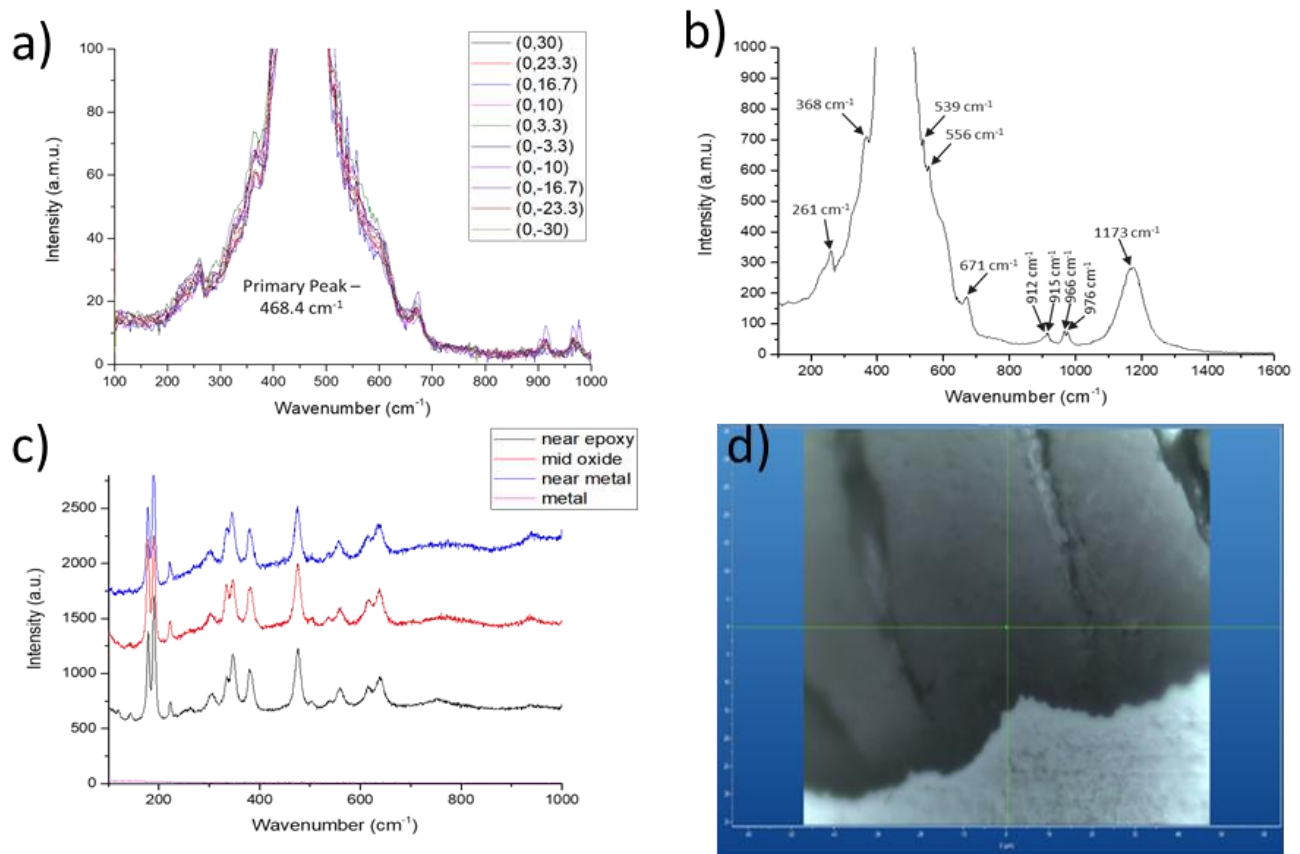 a)
100
80
60
40
20
0
Intensity (a.m.u.)
(0,30)
(0,23.3)
(0,16.7)
(0,10)
(0,3.3)
(0,-3.3)
(0,-10)
(0,-16.7)
(0,-23.3)
(0,-30)
Primary Peak –
468.4 cm-1
100 200 300 400 500 600 700 800 900 1000
Wavenumber (cm-1)
b)
1000
900
800
700
600
500
400
300
200
100
0
Intensity (a.m.u.)
368 cm-1
539 cm-1
556 cm-1
261 cm-1
671 cm-1
912 cm-1
915 cm-1
966 cm-1
976 cm-1
1173 cm-1
200 400 600 800 1000 1200 1400 1600
Wavenumber (cm-1)
c)
near epoxy
mid oxide
near metal
metal
2500
2000
1500
1000
500
0
Intensity (a.u.)
200 400 600 800 1000
Wavenumber (cm-1)
d)